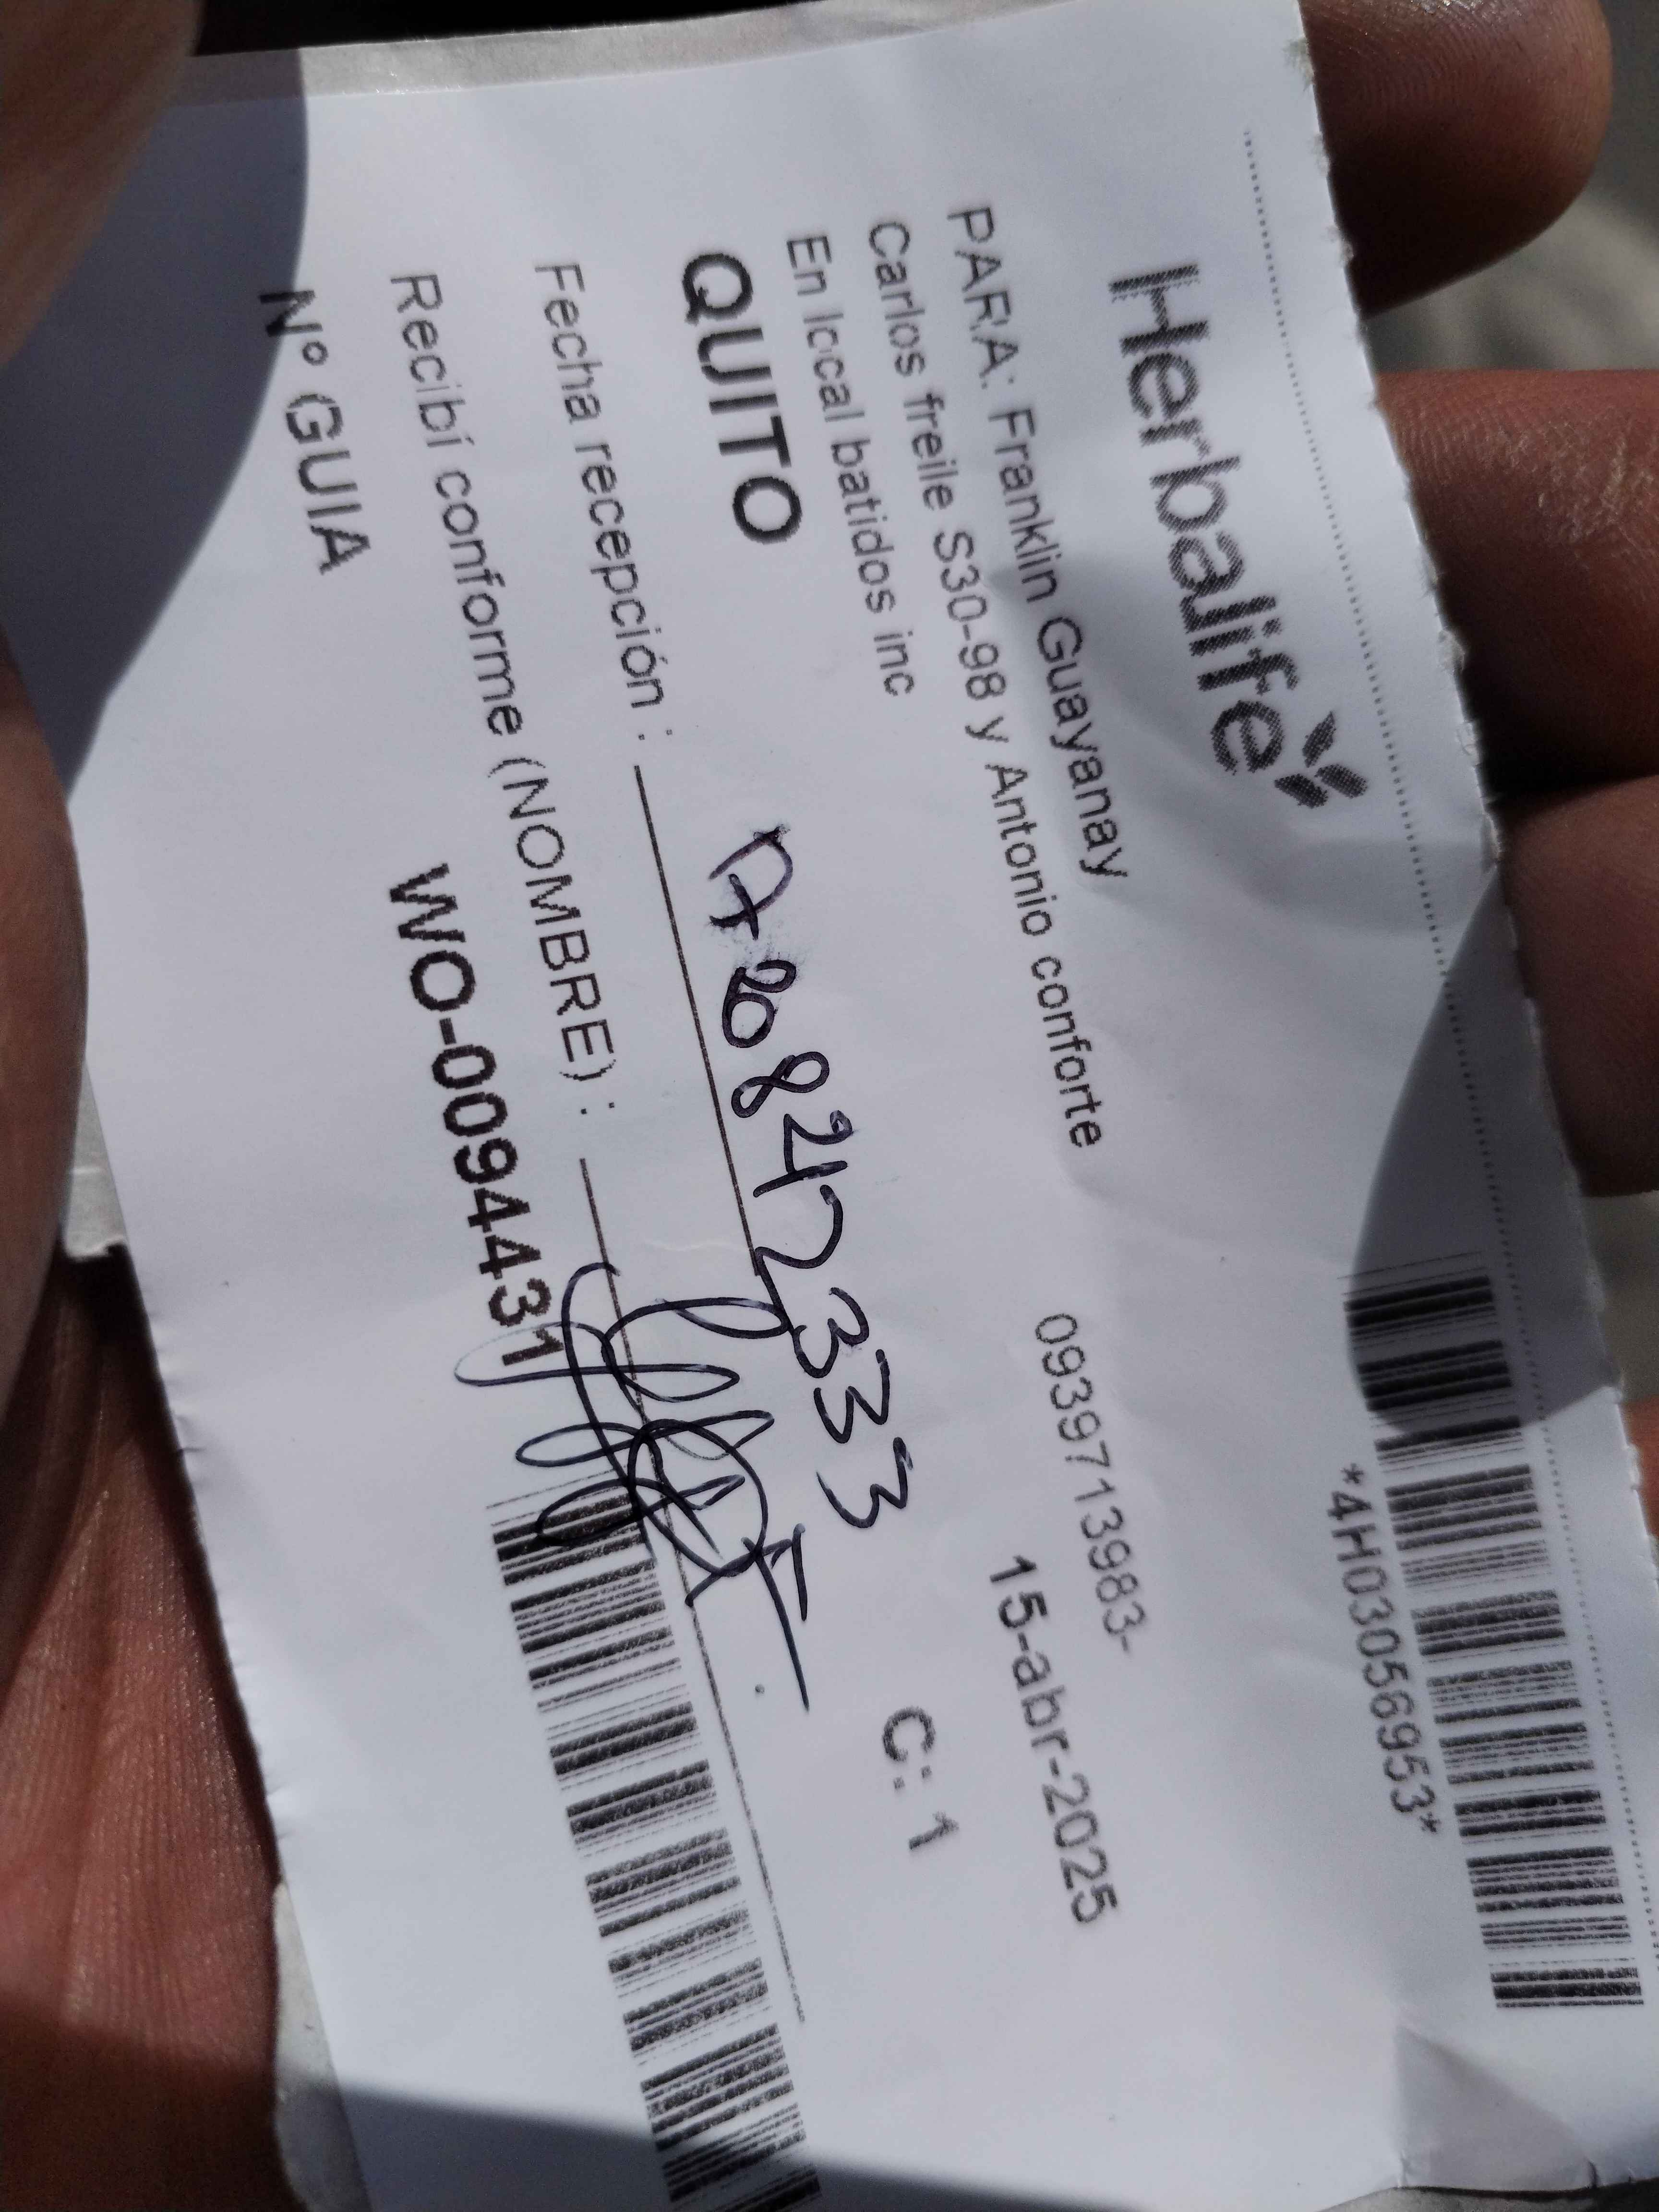 Herbalife
*4H03056953*
PARA: Franklin Guayanay
0939713983-
Carlos freile S30-98 y Antonio conforte
15-abr-2025
En local batidos inc
QUITO
C: 1
Fecha recepción :
Recibí conforme (NOMBRE) :
Nº GUIA
WO-0094431